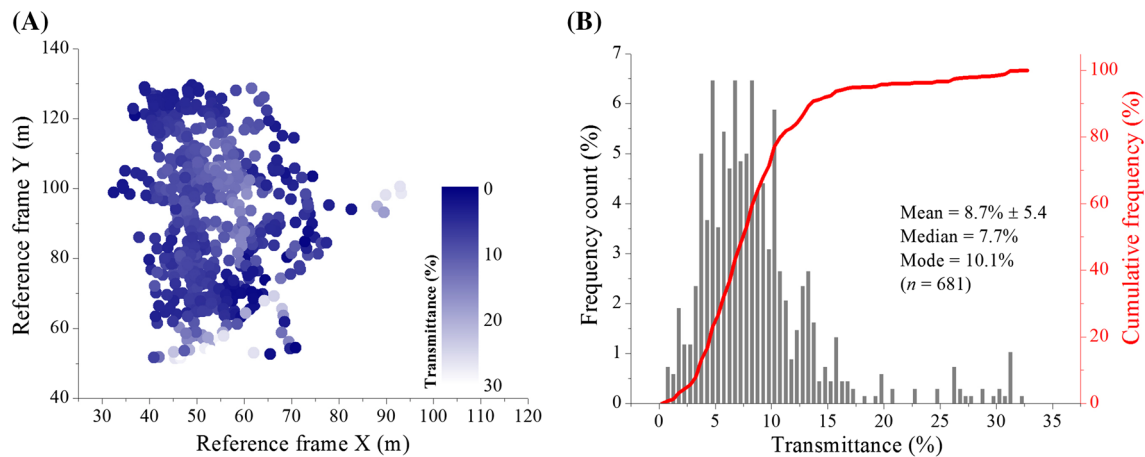 (A)
140
120
100
80
60
40
30 40 50 60 70 80 90 100 110 120
Reference frame Y (m)
Reference frame X (m)
Transmittance (%)
0
10
20
30
(B)
7
6
5
4
3
2
1
0
0 5 10 15 20 25 30 35
Frequency count (%)
Transmittance (%)
Mean = 8.7% ± 5.4
Median = 7.7%
Mode = 10.1%
(n = 681)
100
80
60
40
20
0
Cumulative frequency (%)